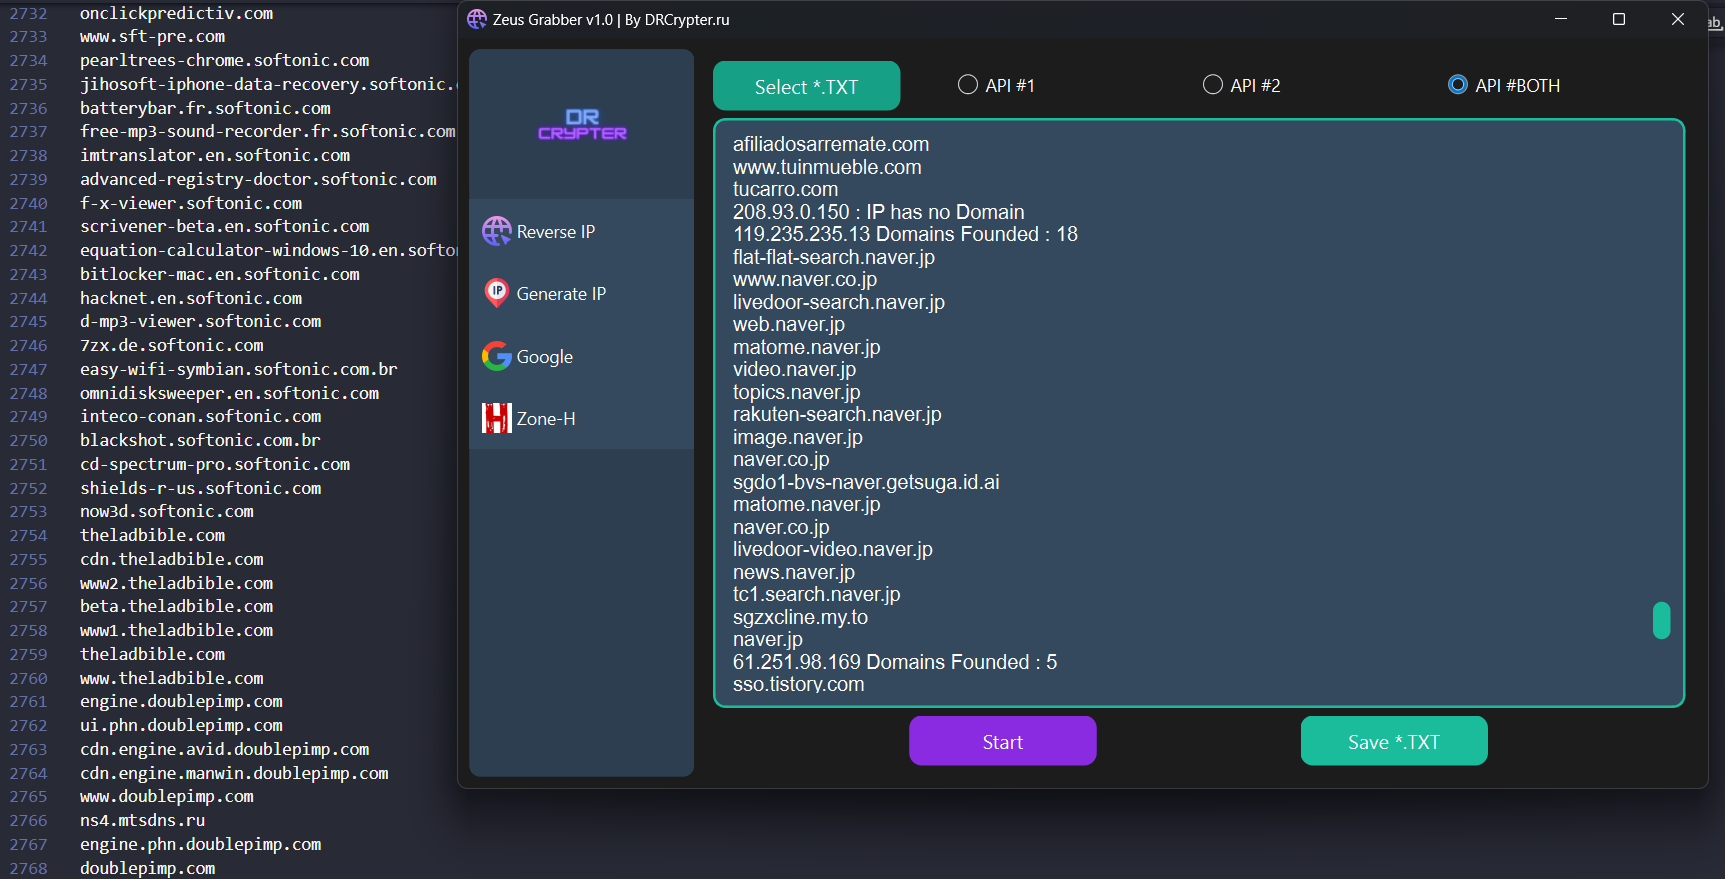 2732 onclickpredictiv.com
2733 www.sft-pre.com
2734 pearltrees-chrome.softonic.com
2735 jihosoft-iphone-data-recovery.softonic.
2736 batterybar.fr.softonic.com
2737 free-mp3-sound-recorder.fr.softonic.com
2738 imtranslator.en.softonic.com
2739 advanced-registry-doctor.softonic.com
2740 f-x-viewer.softonic.com
2741 scrivener-beta.en.softonic.com
2742 equation-calculator-windows-10.en.softo
2743 bitlocker-mac.en.softonic.com
2744 hacknet.en.softonic.com
2745 d-mp3-viewer.softonic.com
2746 7zx.de.softonic.com
2747 easy-wifi-symbian.softonic.com.br
2748 omnidisksweeper.en.softonic.com
2749 inteco-conan.softonic.com
2750 blackshot.softonic.com.br
2751 cd-spectrum-pro.softonic.com
2752 shields-r-us.softonic.com
2753 now3d.softonic.com
2754 theladbible.com
2755 cdn.theladbible.com
2756 www2.theladbible.com
2757 beta.theladbible.com
2758 www1.theladbible.com
2759 theladbible.com
2760 www.theladbible.com
2761 engine.doublepimp.com
2762 ui.phn.doublepimp.com
2763 cdn.engine.avid.doublepimp.com
2764 cdn.engine.manwin.doublepimp.com
2765 www.doublepimp.com
2766 ns4.mtsdns.ru
2767 engine.phn.doublepimp.com
2768 doublepimp.com
Zeus Grabber v1.0 | By DRCrypter.ru
ab,
DR
CRYPTER
Reverse IP
Generate IP
Google
Zone-H
Select *.TXT
API #1
API #2
API #BOTH
afiliadosarremate.com
www.tuinmueble.com
tucarro.com
208.93.0.150 : IP has no Domain
119.235.235.13 Domains Founded : 18
flat-flat-search.naver.jp
www.naver.co.jp
livedoor-search.naver.jp
web.naver.jp
matome.naver.jp
video.naver.jp
topics.naver.jp
rakuten-search.naver.jp
image.naver.jp
naver.co.jp
sgdo1-bvs-naver.getsuga.id.ai
matome.naver.jp
naver.co.jp
livedoor-video.naver.jp
news.naver.jp
tc1.search.naver.jp
sgzxcline.my.to
naver.jp
61.251.98.169 Domains Founded : 5
sso.tistory.com
Start
Save *.TXT